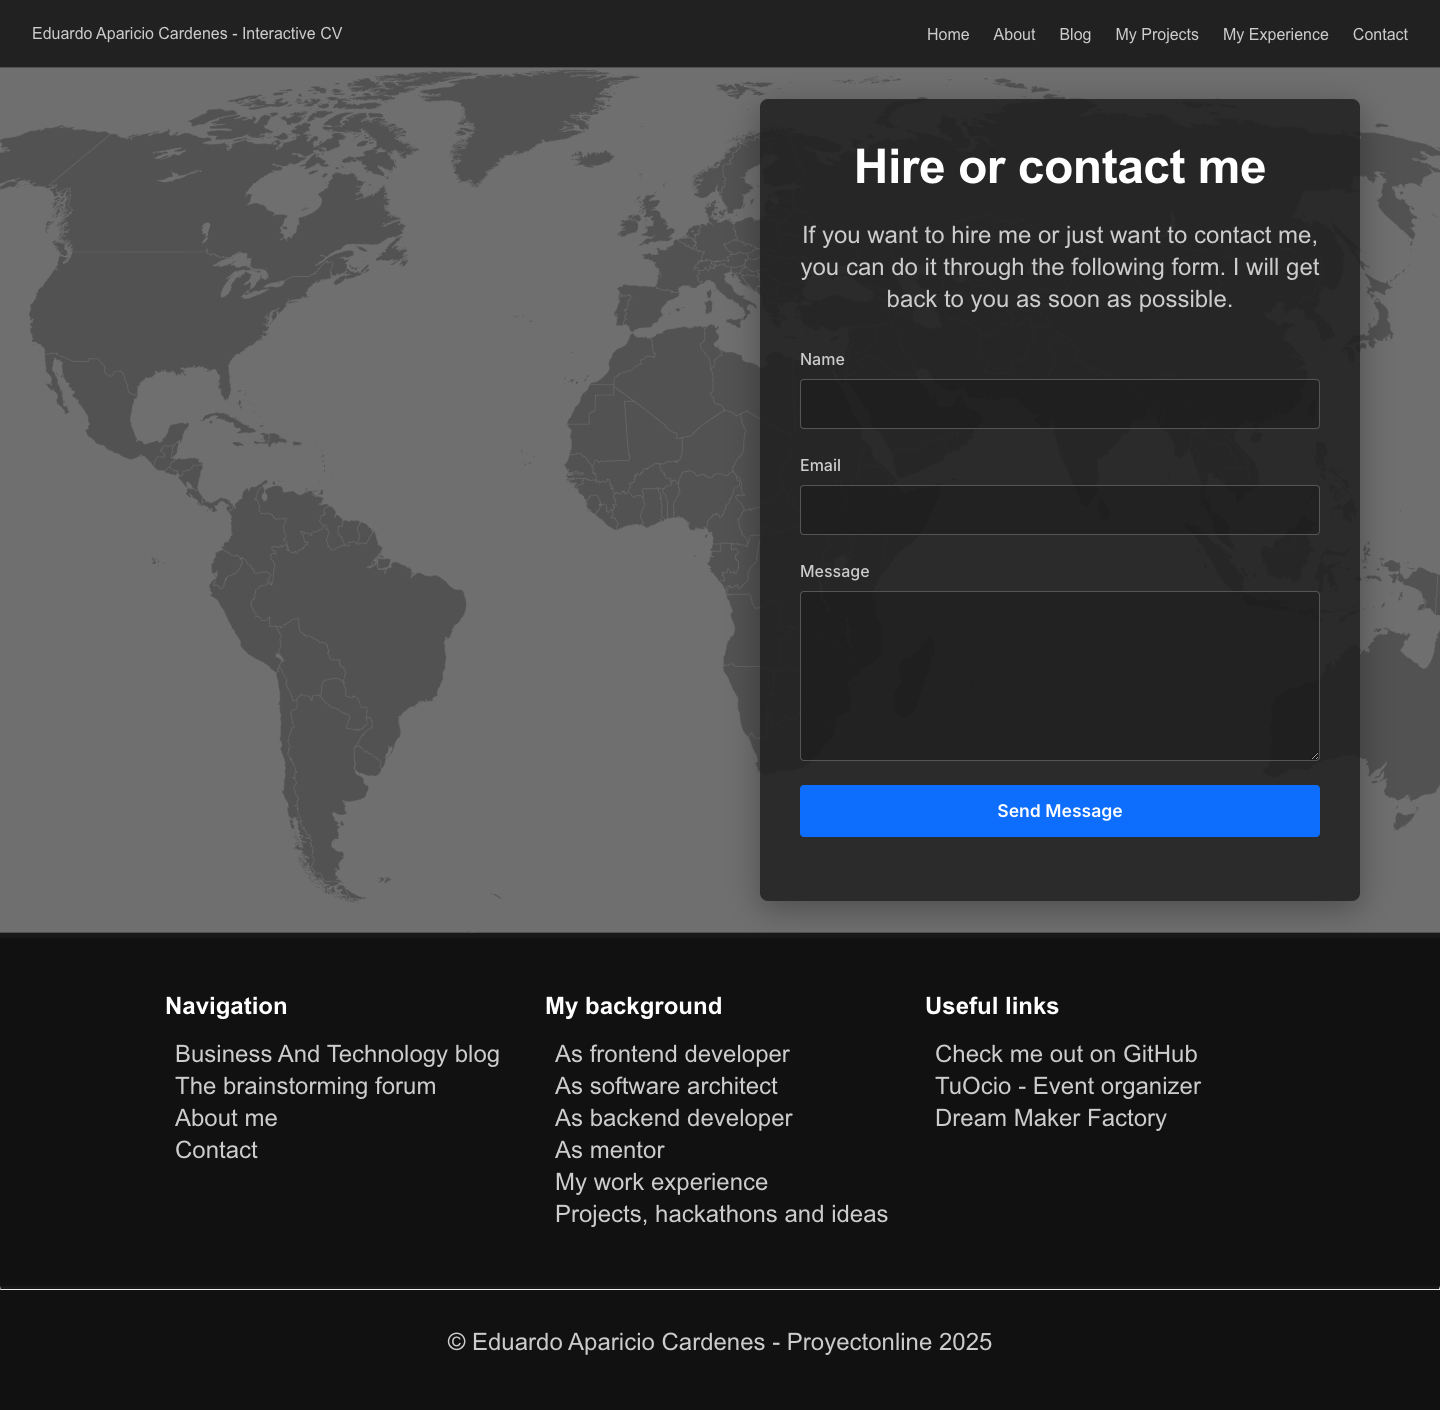 Eduardo Aparicio Cardenes - Interactive CV
Home About Blog My Projects My Experience Contact
Hire or contact me
If you want to hire me or just want to contact me,
you can do it through the following form. I will get
back to you as soon as possible.
Name
Email
Message
Send Message
Navigation
Business And Technology blog
The brainstorming forum
About me
Contact
My background
As frontend developer
As software architect
As backend developer
As mentor
My work experience
Projects, hackathons and ideas
Useful links
Check me out on GitHub
TuOcio - Event organizer
Dream Maker Factory
© Eduardo Aparicio Cardenes - Proyectonline 2025